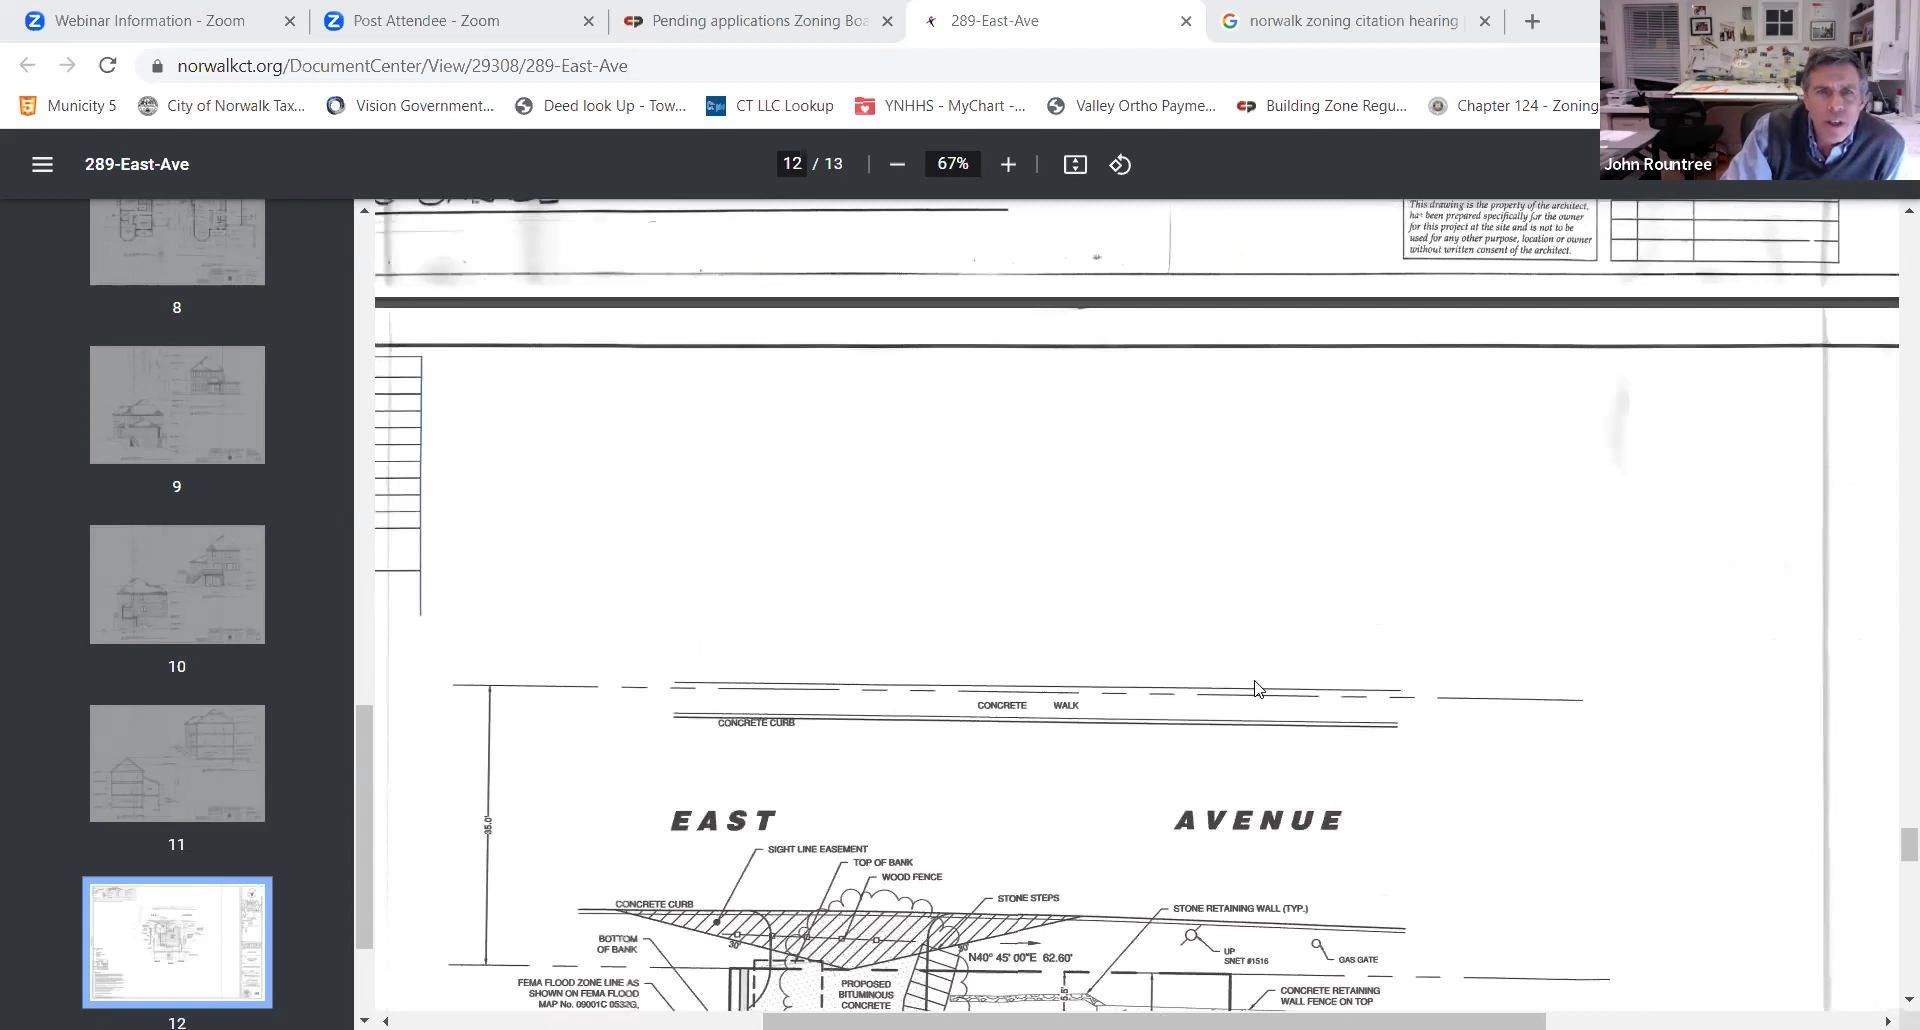 Webinar Information - Zoom
Post Attendee - Zoom
Pending applications Zoning Boa
289-East-Ave
norwalk zoning citation hearing
norwalkct.org/DocumentCenter/View/29308/289-East-Ave
Municity 5
City of Norwalk Tax...
Vision Government...
Deed look Up - Tow...
CT LLC Lookup
YNHHS - MyChart -...
Valley Ortho Payme...
Building Zone Regu...
Chapter 124 - Zoning
John Rountree
289-East-Ave
12 / 13
67%
8
9
10
11
12
This drawing is the property of the architect,
has been prepared specifically for the owner
for this project at the site and is not to be
used for any other purpose, location or owner
without written consent of the architect.
CONCRETE WALK
CONCRETE CURB
35.0'
EAST AVENUE
SIGHT LINE EASEMENT
TOP OF BANK
WOOD FENCE
STONE STEPS
CONCRETE CURB
STONE RETAINING WALL (TYP.)
BOTTOM
OF BANK
30'
N40° 45' 00"E 62.60'
UP
SNET #1516
GAS GATE
FEMA FLOOD ZONE LINE AS
SHOWN ON FEMA FLOOD
MAP No. 09001C 0532G,
PROPOSED
BITUMINOUS
CONCRETE
5.5'
CONCRETE RETAINING
WALL FENCE ON TOP